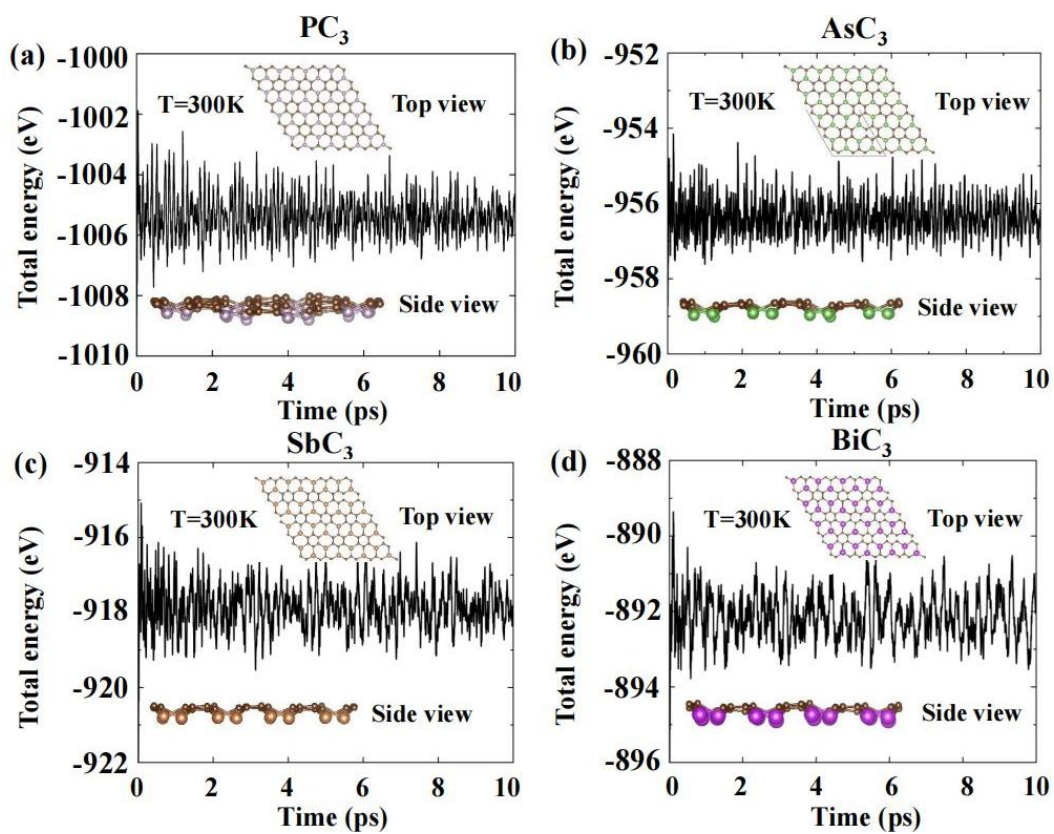 PC3
(a)
-1000
-1002
-1004
-1006
-1008
-1010
Total energy (eV)
T=300K
Top view
Side view
0 2 4 6 8 10
Time (ps)
AsC3
(b)
-952
-954
-956
-958
-960
Total energy (eV)
T=300K
Top view
Side view
0 2 4 6 8 10
Time (ps)
SbC3
(c)
-914
-916
-918
-920
-922
Total energy (eV)
T=300K
Top view
Side view
0 2 4 6 8 10
Time (ps)
BiC3
(d)
-888
-890
-892
-894
-896
Total energy (eV)
T=300K
Top view
Side view
0 2 4 6 8 10
Time (ps)